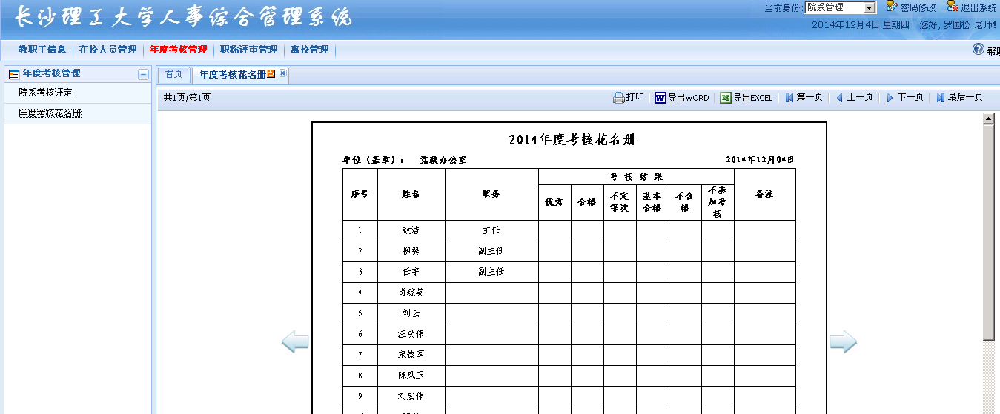 长沙理工大学人事综合管理系统
当前身份: 院系管理 密码修改 退出系统
2014年12月4日 星期四 您好, 罗国松 老师!
教职工信息 在校人员管理 年度考核管理 职称评审管理 离校管理
帮助
年度考核管理
院系考核评定
年度考核花名册
首页 年度考核花名册
共1页/第1页 打印 导出WORD 导出EXCEL 第一页 上一页 下一页 最后一页
2014年度考核花名册
单位（盖章）： 党政办公室 2014年12月04日
序号 姓名 职务 考 核 结 果 备注
优秀 合格 不定等次 基本合格 不合格 不参加考核
1 敖洁 主任
2 柳翼 副主任
3 任宇 副主任
4 肖琼英
5 刘云
6 汪功伟
7 宋铭军
8 陈凤玉
9 刘宏伟